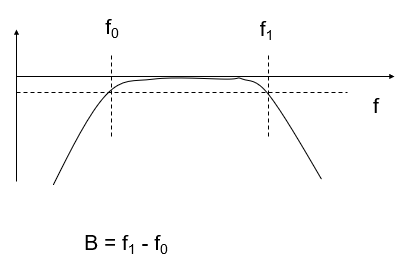 f₀ f₁
f
B = f₁ - f₀